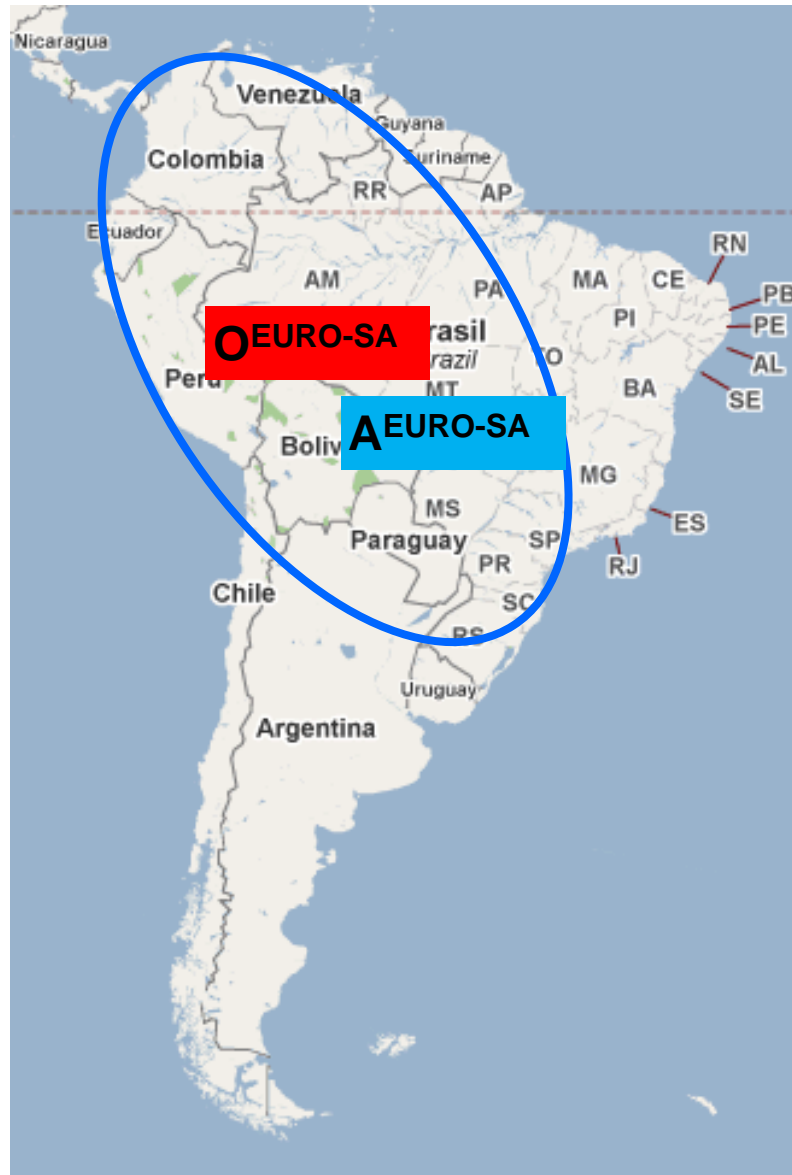 Nicaragua
Venezuela
Guyana
Colombia
Suriname
RR
AP
Ecuador
RN
AM
PA
MA
CE
PB
PI
PE
O EURO-SA
rasil
razil
TO
AL
Peru
MT
BA
SE
A EURO-SA
Boliv
MG
MS
ES
Paraguay
SP
PR
RJ
Chile
SC
RS
Uruguay
Argentina